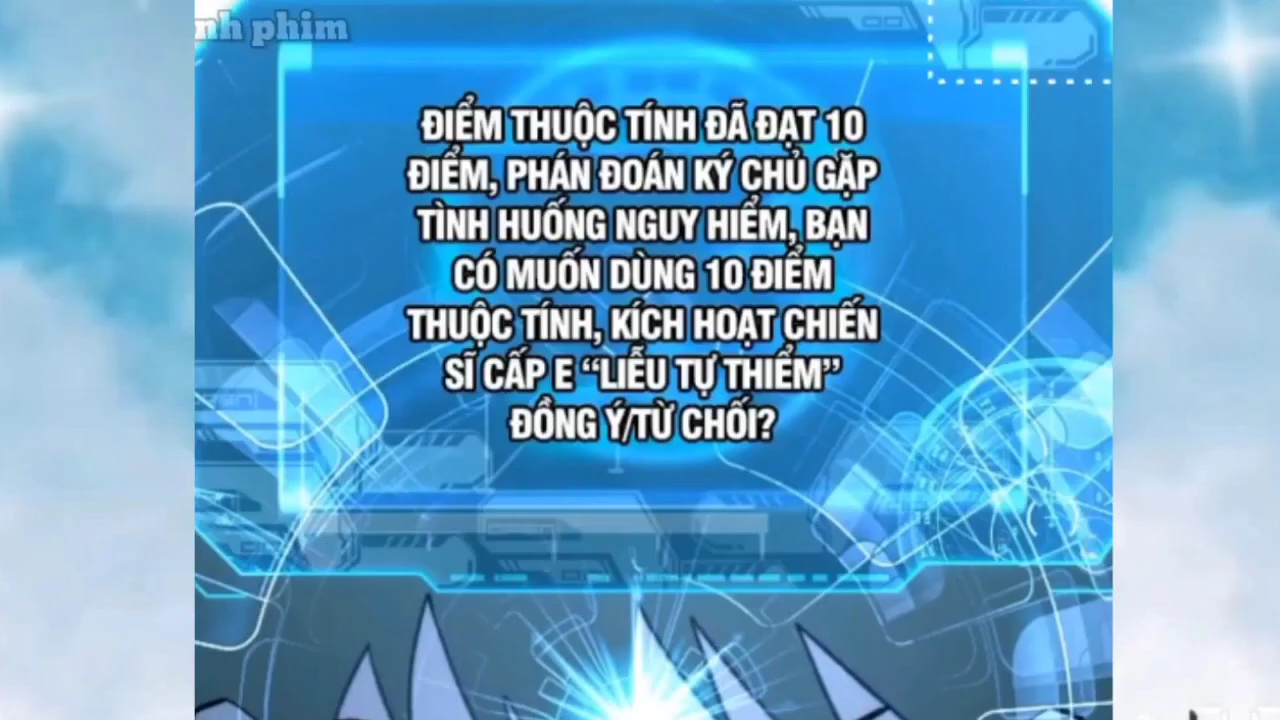 nh phim
ĐIỂM THUỘC TÍNH ĐÃ ĐẠT 10
ĐIỂM, PHÁN ĐOÁN KÝ CHỦ GẶP
TÌNH HUỐNG NGUY HIỂM, BẠN
CÓ MUỐN DÙNG 10 ĐIỂM
THUỘC TÍNH, KÍCH HOẠT CHIẾN
SĨ CẤP E “LIỄU TỰ THIỂM”
ĐỒNG Ý/TỪ CHỐI?